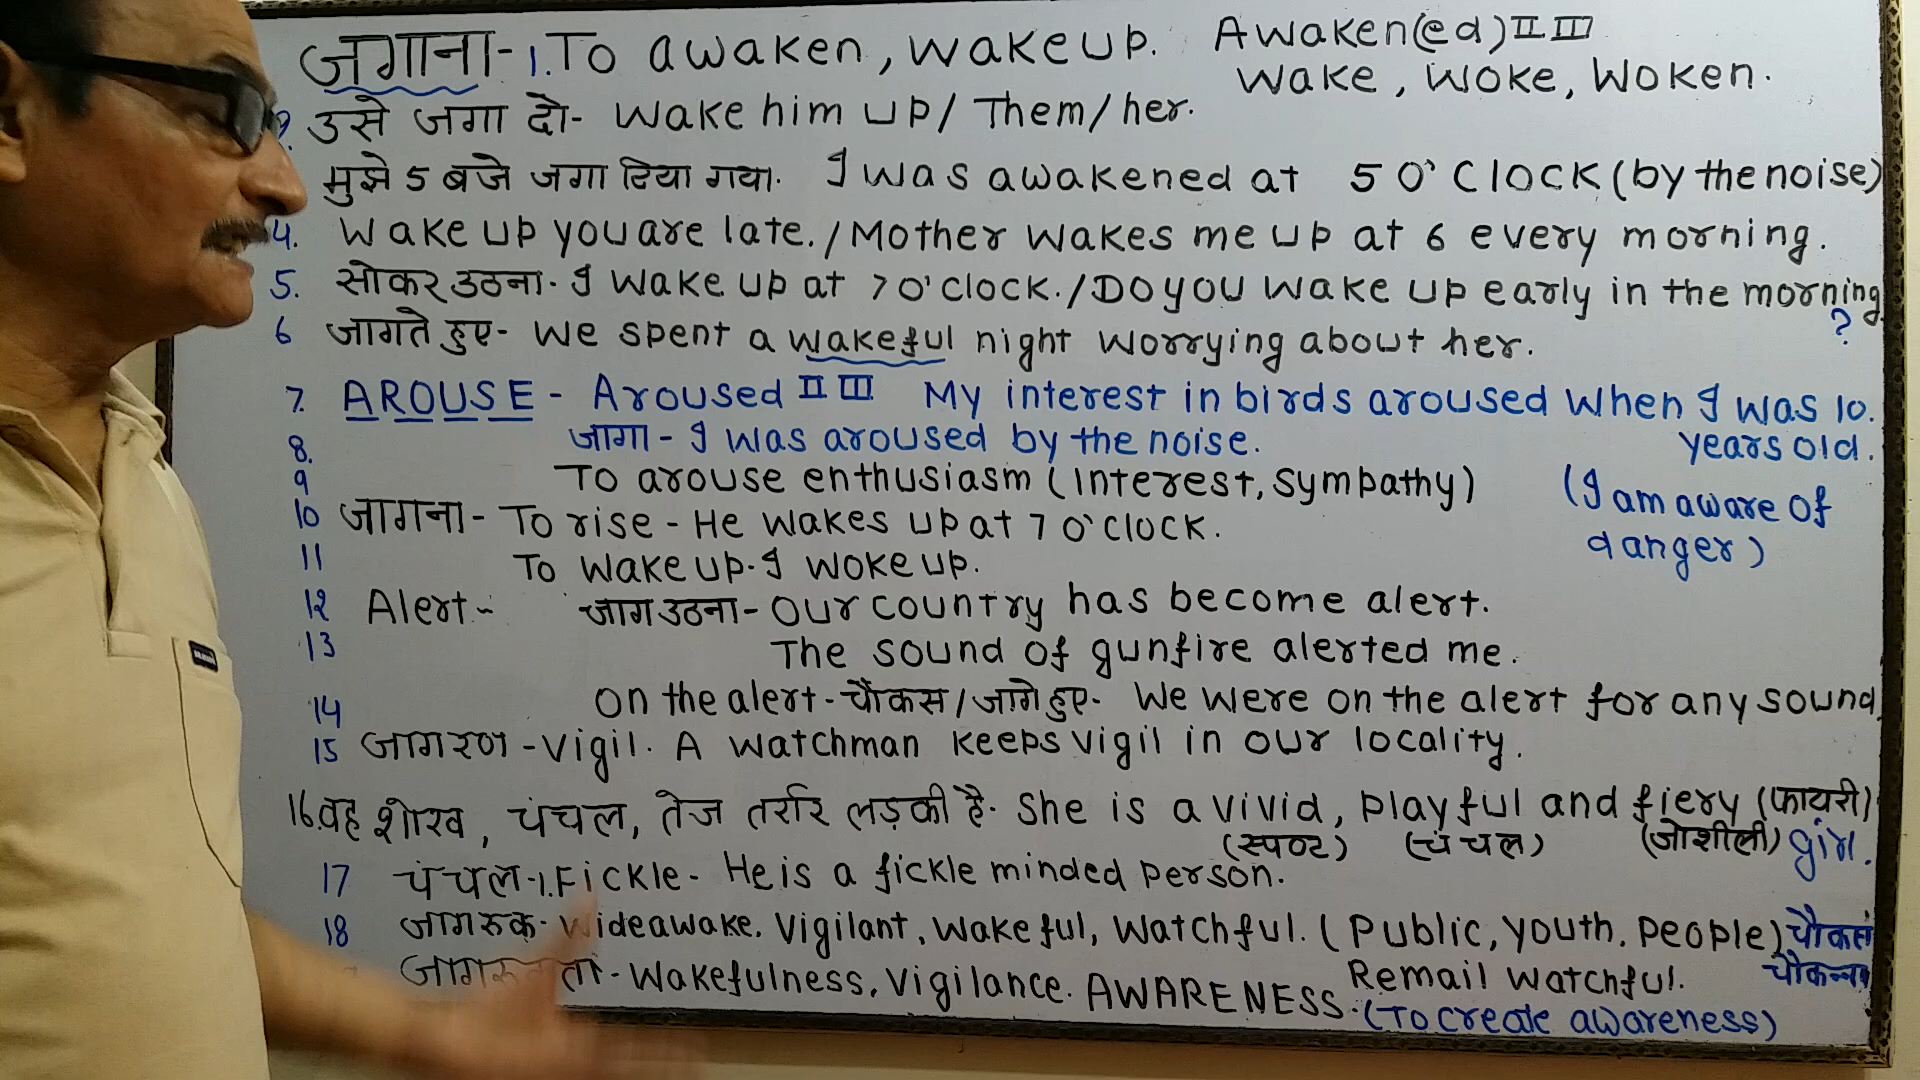 जगाना- 1. To awaken, wakeup. Awaken(ed) II III
Wake, Woke, Woken.
उसे जगा दो- Wake him up/ Them/her.
मुझे 5 बजे जगा दिया गया. I was awakened at 5 O'Clock (by the noise)
4. Wake up you are late./Mother wakes me up at 6 every morning.
5. सोकर उठना. I wake up at 7 O'clock./Do you wake up early in the morning
?
6 जागते हुए- We spent a wakeful night worrying about her.
7. AROUSE - Aroused II III My interest in birds aroused when I was 10.
years old.
8. जागा - I was aroused by the noise.
9 To arouse enthusiasm (interest, sympathy)
(I am aware of
danger)
10 जागना- To rise - He wakes up at 7 O'clock.
11 To wake up. I woke up.
12 Alert- जाग उठना- Our country has become alert.
13 The sound of gunfire alerted me.
14 On the alert - चौकस/जागे हुए- We were on the alert for any sound.
15 जागरण - Vigil. A watchman keeps vigil in our locality.
16. वह शोख, चंचल, तेज तर्रार लड़की है. She is a vivid, playful and fiery (फायरी)
(स्पष्ट) (चंचल) (जोशीली) girl.
17 चंचल-1. Fickle- He is a fickle minded person.
18 जागरूक- Wideawake. Vigilant, Wakeful, Watchful. (Public, youth, people) चौकस
Remail watchful. चौकन्ना
- Wakefulness, Vigilance. AWARENESS. (To create awareness)